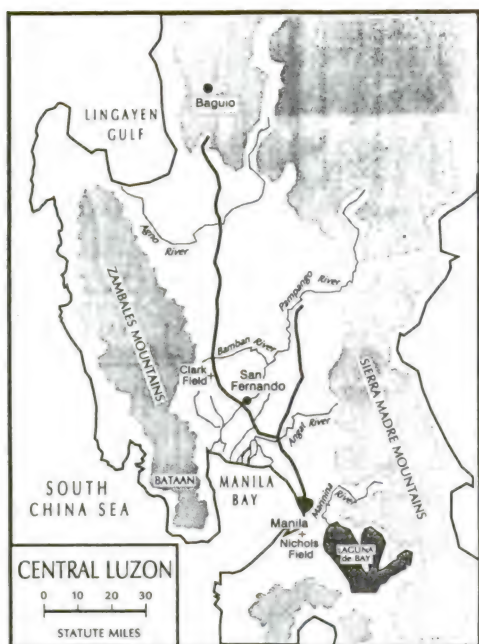 Baguio
LINGAYEN
GULF
Agno
River
ZAMBALES MOUNTAINS
Pampango River
Bamban River
Clark
Field
San
Fernando
SIERRA MADRE MOUNTAINS
Angat River
BATAAN
MANILA
BAY
SOUTH
CHINA SEA
Marikina River
Manila
Nichols
Field
LAGUNA
de BAY
CENTRAL LUZON
0 10 20 30
STATUTE MILES